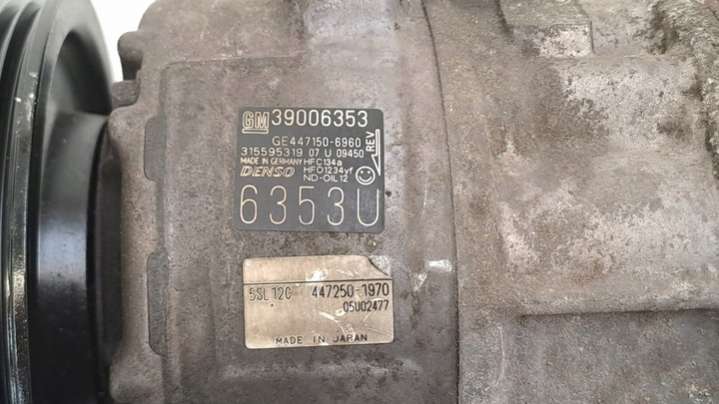 GM 39006353
GE447150-6960
315595319 07 U 09450
MADE IN GERMANY HFC134a
DENSO HFO1234yf
ND-OIL12
REV
6353U
5SL12C 447250-1970
05U02477
MADE IN JAPAN